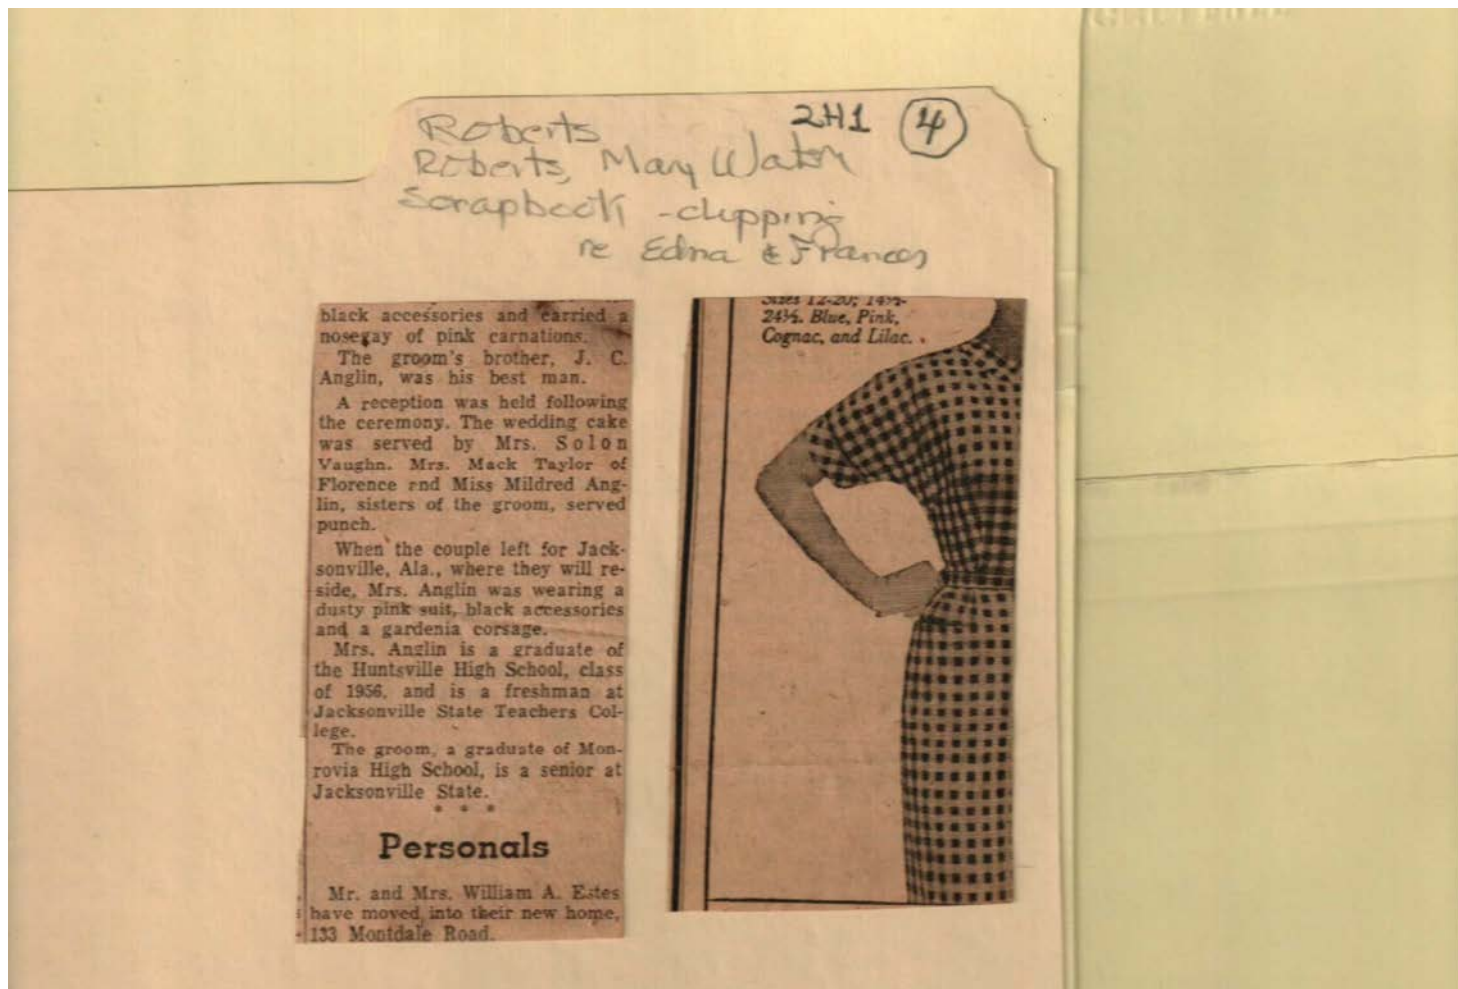 2H1 4
Roberts
Roberts, Mary Watson
Scrapbook - clipping
re Edna & Frances
black accessories and carried a
nosegay of pink carnations.
The groom's brother, J. C.
Anglin, was his best man.
A reception was held following
the ceremony. The wedding cake
was served by Mrs. Solon
Vaughn. Mrs. Mack Taylor of
Florence rnd Miss Mildred Ang-
lin, sisters of the groom, served
punch.
When the couple left for Jack-
sonville, Ala., where they will re-
side, Mrs. Anglin was wearing a
dusty pink suit, black accessories
and a gardenia corsage.
Mrs. Anglin is a graduate of
the Huntsville High School, class
of 1956, and is a freshman at
Jacksonville State Teachers Col-
lege.
The groom, a graduate of Mon-
rovia High School, is a senior at
Jacksonville State.
* * *
Personals
Mr. and Mrs. William A. Estes
have moved into their new home,
133 Montdale Road.
Sizes 12-20; 14½-
24½. Blue, Pink,
Cognac, and Lilac.